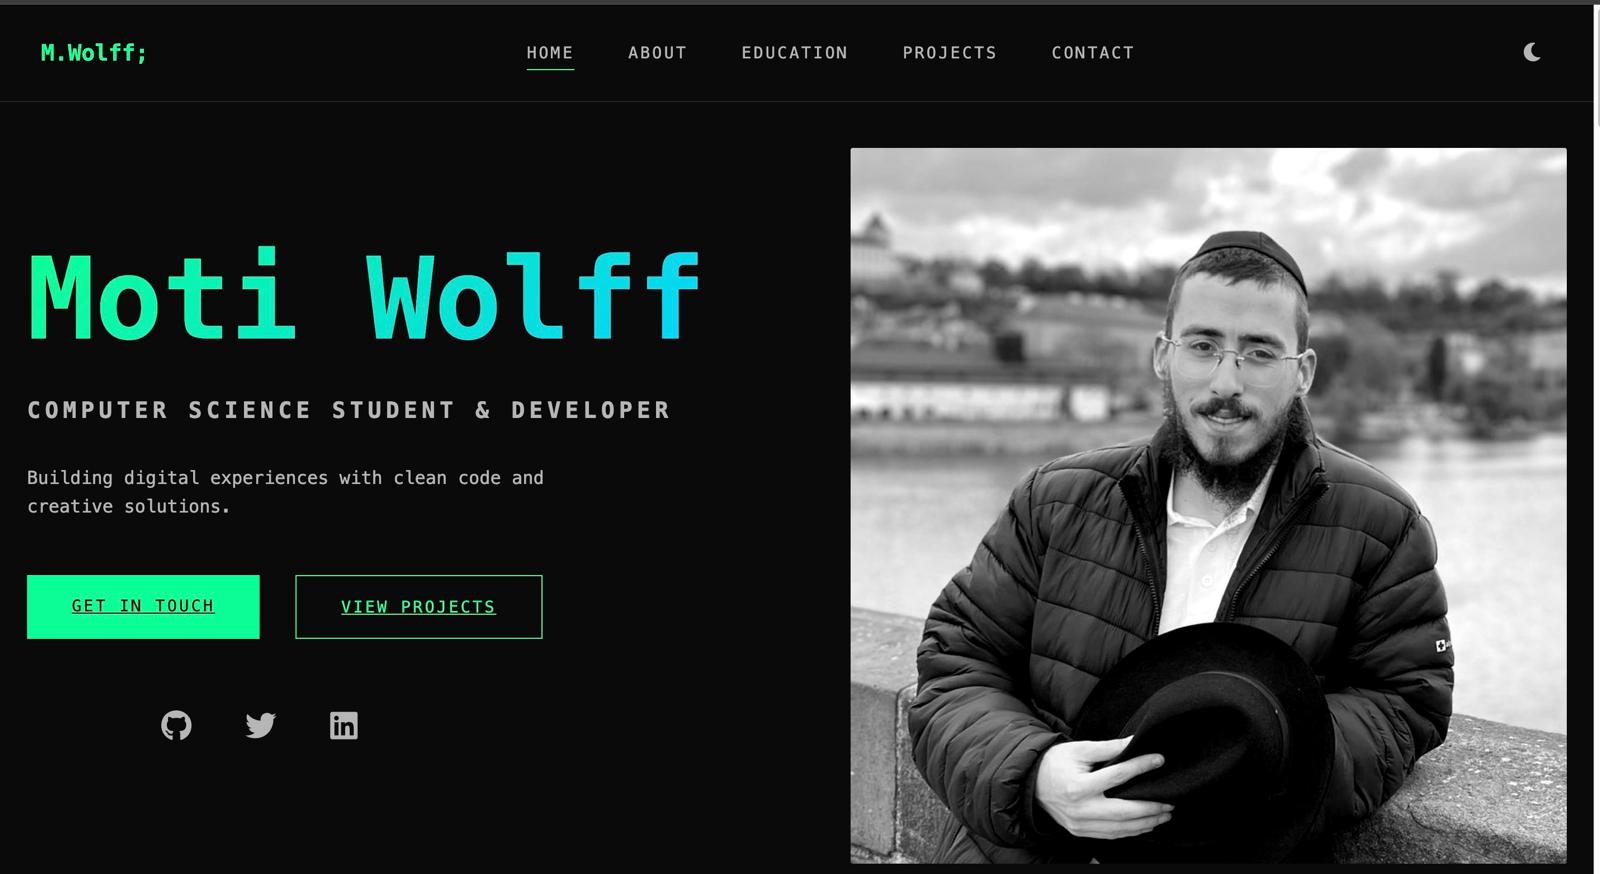 M.Wolff;
HOME ABOUT EDUCATION PROJECTS CONTACT
Moti Wolff
COMPUTER SCIENCE STUDENT & DEVELOPER
Building digital experiences with clean code and
creative solutions.
GET IN TOUCH VIEW PROJECTS
in